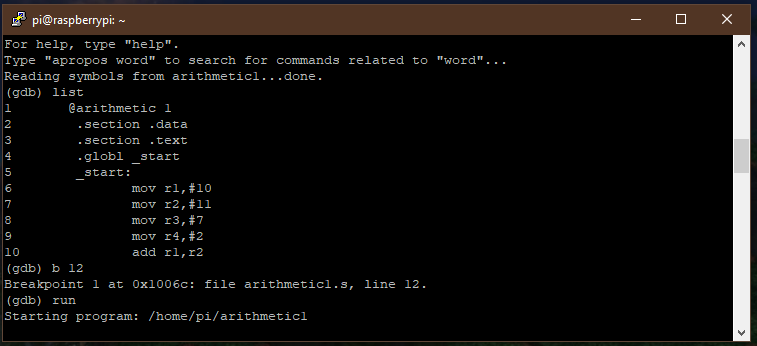 pi@raspberrypi: ~
For help, type "help".
Type "apropos word" to search for commands related to "word"...
Reading symbols from arithmetic1...done.
(gdb) list
1       @arithmetic 1
2        .section .data
3        .section .text
4        .globl _start
5        _start:
6               mov r1,#10
7               mov r2,#11
8               mov r3,#7
9               mov r4,#2
10              add r1,r2
(gdb) b 12
Breakpoint 1 at 0x1006c: file arithmetic1.s, line 12.
(gdb) run
Starting program: /home/pi/arithmetic1